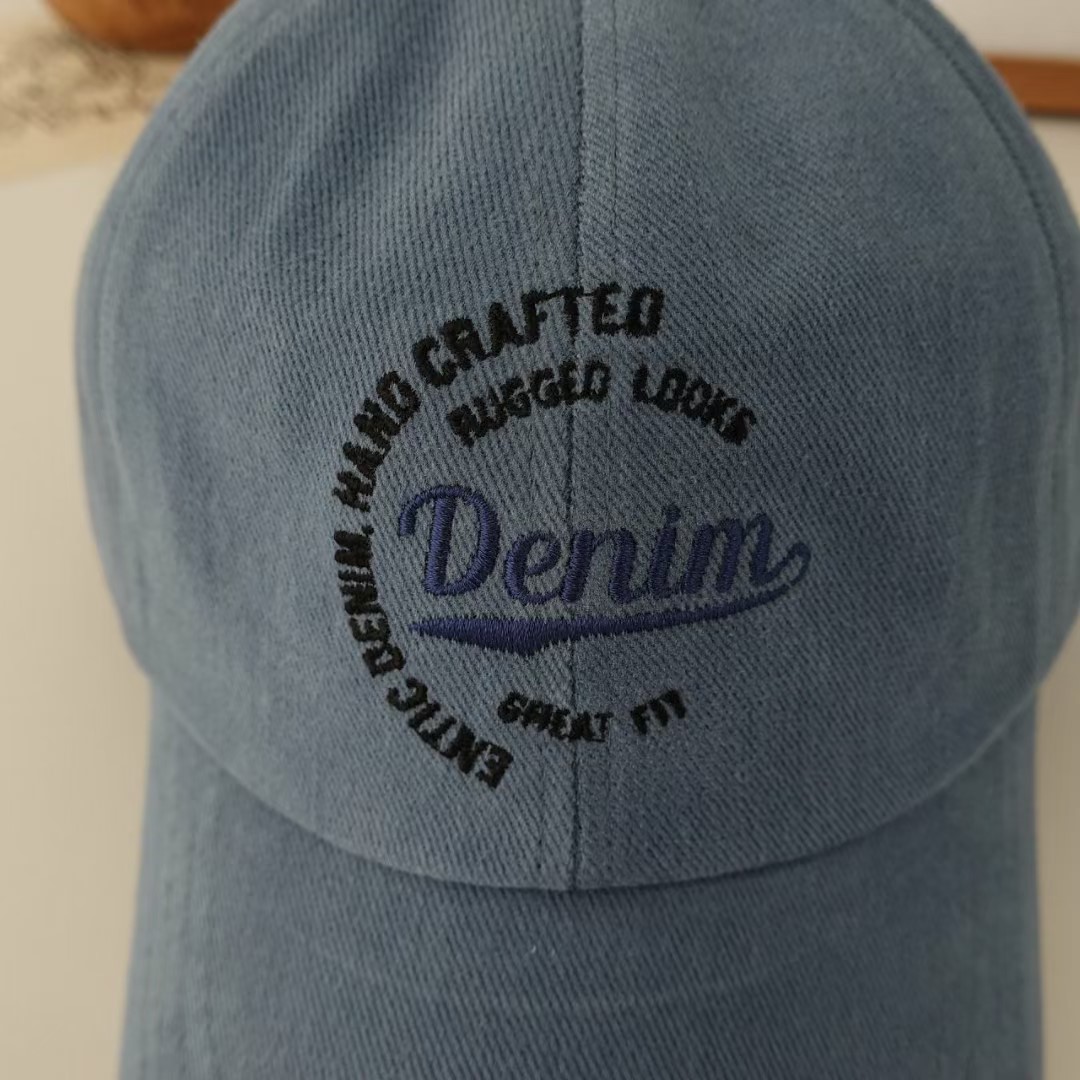 ENTIC DENIM. HAND CRAFTED
RUGGED LOOKS
Denim
GREAT FIT